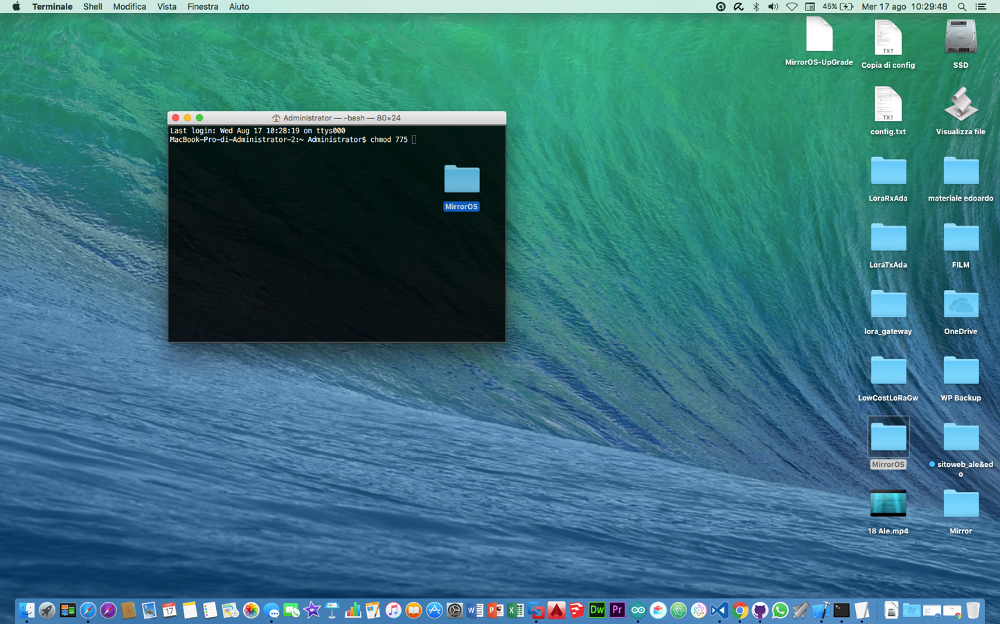 Terminale Shell Modifica Vista Finestra Aiuto 45% Mer 17 ago 10:29:48
MirrorOS-UpGrade
TXT
Copia di config
SSD
TXT
config.txt
Visualizza file
Administrator — -bash — 80×24
Last login: Wed Aug 17 10:28:19 on ttys000
MacBook-Pro-di-Administrator-2:~ Administrator$ chmod 775
MirrorOS
LoraRxAda
materiale edoardo
LoraTxAda
FILM
lora_gateway
OneDrive
LowCostLoRaGw
WP Backup
MirrorOS
sitoweb_ale&ed
o
18 Ale.mp4
Mirror
17
Dw
Pr